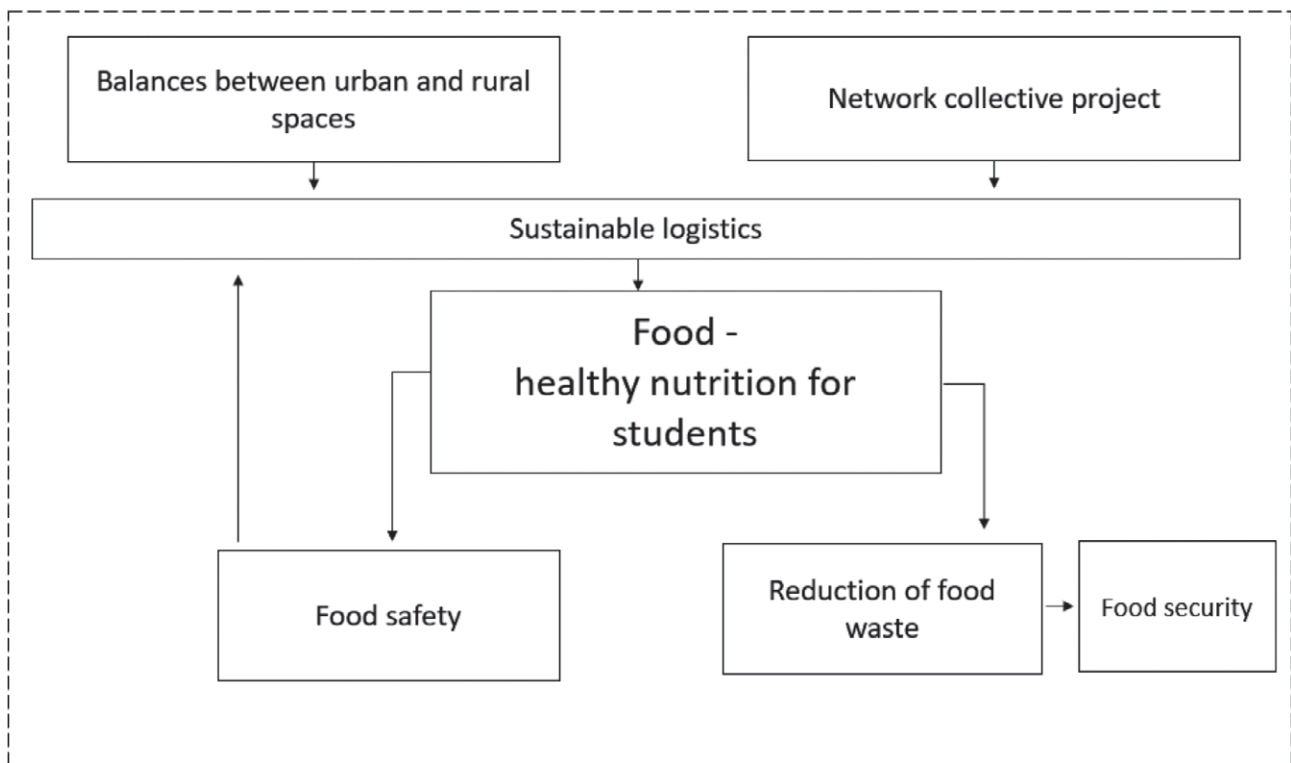 Balances between urban and rural
spaces
Network collective project
Sustainable logistics
Food -
healthy nutrition for
students
Food safety
Reduction of food
waste
Food security